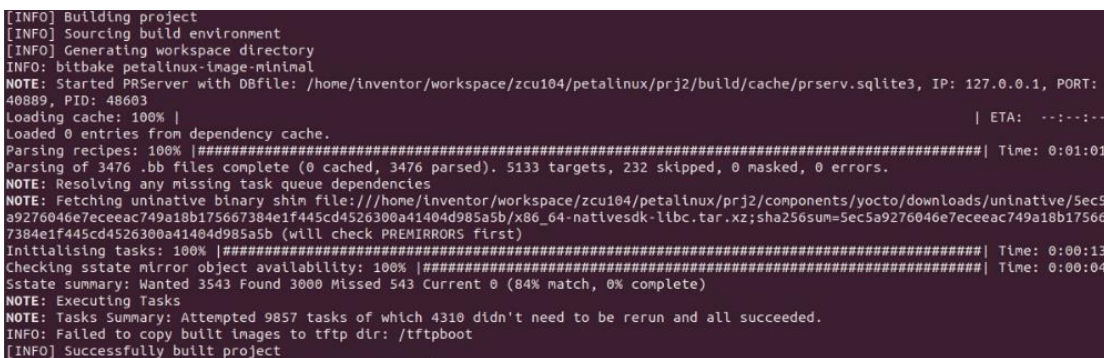 [INFO] Building project
[INFO] Sourcing build environment
[INFO] Generating workspace directory
INFO: bitbake petalinux-image-minimal
NOTE: Started PRServer with DBfile: /home/inventor/workspace/zcu104/petalinux/prj2/build/cache/prserv.sqlite3, IP: 127.0.0.1, PORT:
40889, PID: 48603
Loading cache: 100% | | ETA: --:--:--
Loaded 0 entries from dependency cache.
Parsing recipes: 100% |##############################################################################################| Time: 0:01:01
Parsing of 3476 .bb files complete (0 cached, 3476 parsed). 5133 targets, 232 skipped, 0 masked, 0 errors.
NOTE: Resolving any missing task queue dependencies
NOTE: Fetching uninative binary shim file:///home/inventor/workspace/zcu104/petalinux/prj2/components/yocto/downloads/uninative/5ec5
a9276046e7eceeac749a18b175667384e1f445cd4526300a41404d985a5b/x86_64-nativesdk-libc.tar.xz;sha256sum=5ec5a9276046e7eceeac749a18b17566
7384e1f445cd4526300a41404d985a5b (will check PREMIRRORS first)
Initialising tasks: 100% |###########################################################################################| Time: 0:00:13
Checking sstate mirror object availability: 100% |###################################################################| Time: 0:00:04
Sstate summary: Wanted 3543 Found 3000 Missed 543 Current 0 (84% match, 0% complete)
NOTE: Executing Tasks
NOTE: Tasks Summary: Attempted 9857 tasks of which 4310 didn't need to be rerun and all succeeded.
INFO: Failed to copy built images to tftp dir: /tftpboot
[INFO] Successfully built project